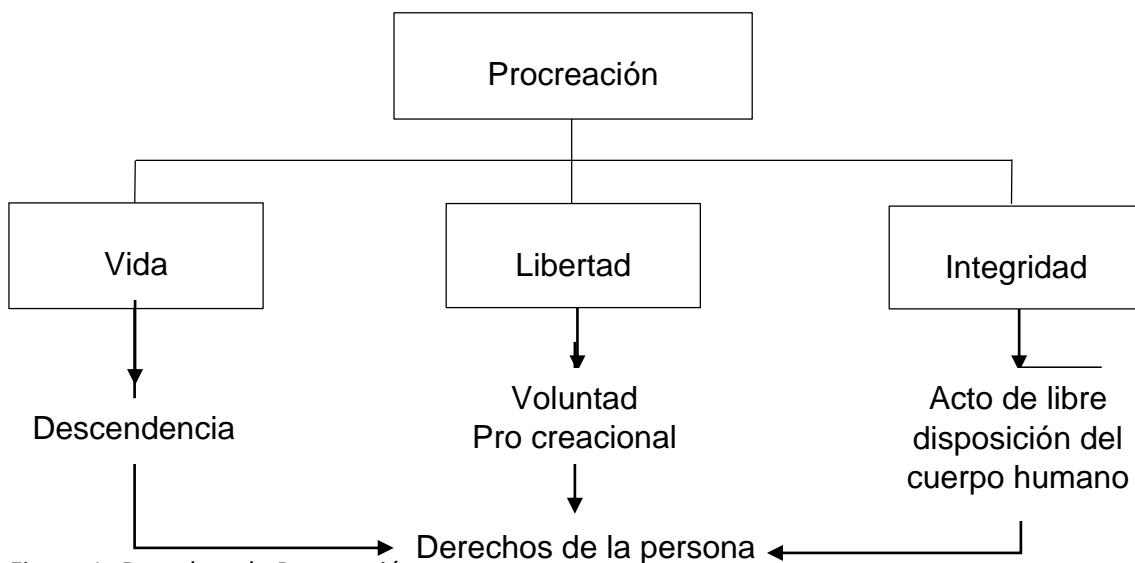 Procreación
Vida
Libertad
Integridad
Descendencia
Voluntad
Pro creacional
Acto de libre
disposición del
cuerpo humano
Derechos de la persona